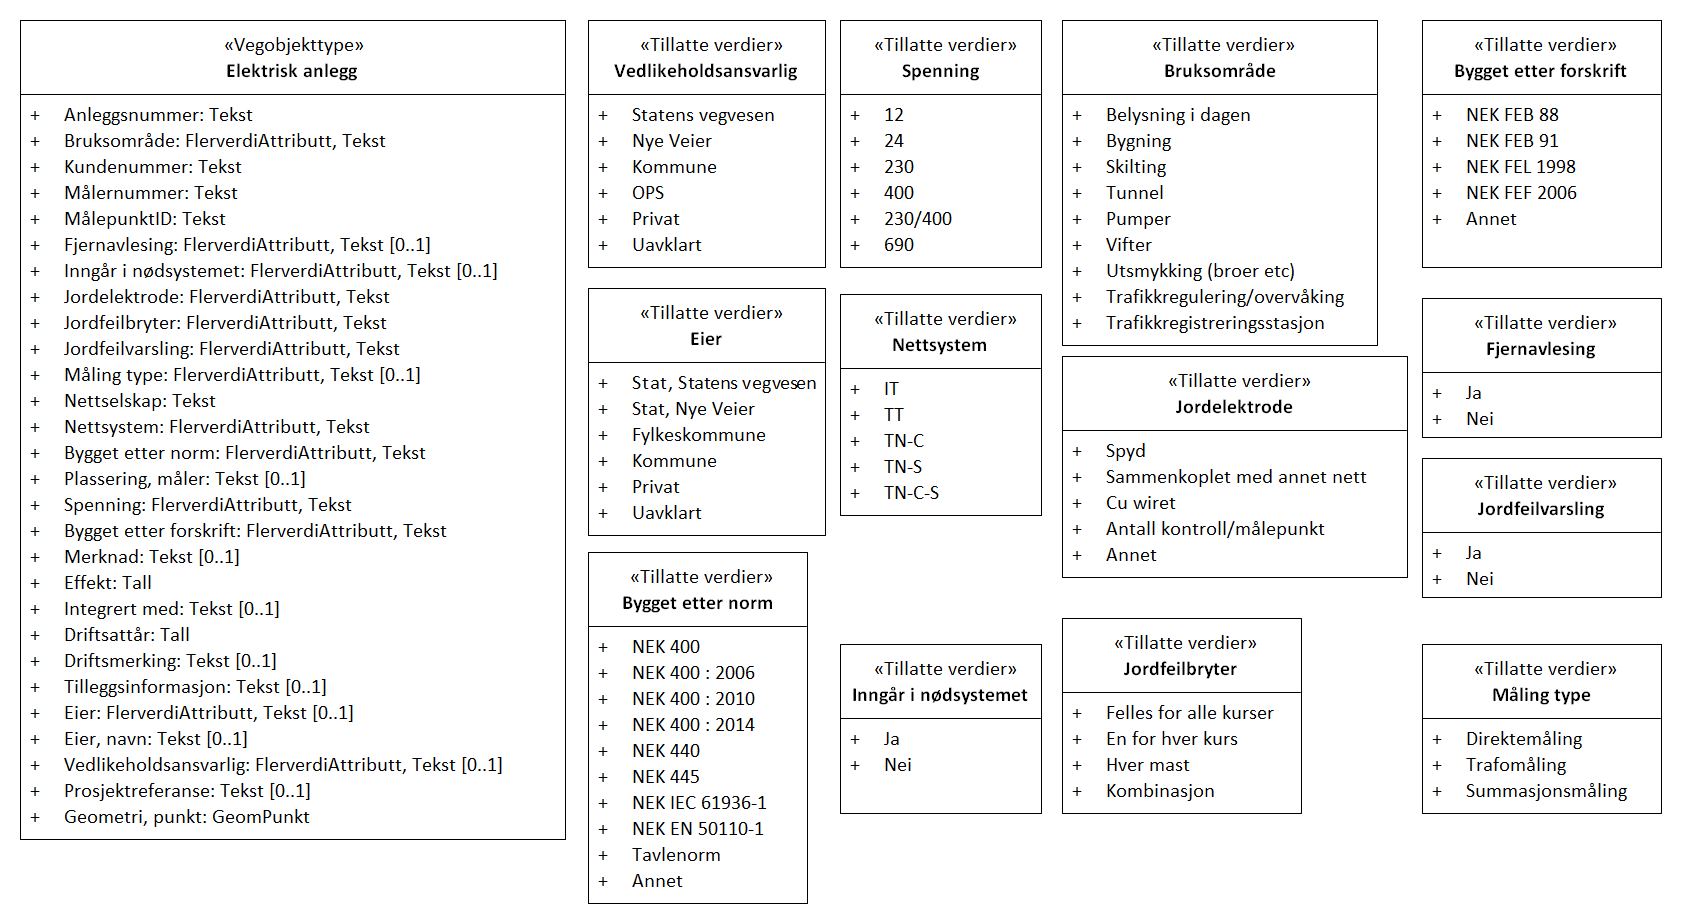 «Vegobjekttype»
Elektrisk anlegg
+ Anleggsnummer: Tekst
+ Bruksområde: FlerverdiAttributt, Tekst
+ Kundenummer: Tekst
+ Målernummer: Tekst
+ MålepunktID: Tekst
+ Fjernavlesing: FlerverdiAttributt, Tekst [0..1]
+ Inngår i nødsystemet: FlerverdiAttributt, Tekst [0..1]
+ Jordelektrode: FlerverdiAttributt, Tekst
+ Jordfeilbryter: FlerverdiAttributt, Tekst
+ Jordfeilvarsling: FlerverdiAttributt, Tekst
+ Måling type: FlerverdiAttributt, Tekst [0..1]
+ Nettselskap: Tekst
+ Nettsystem: FlerverdiAttributt, Tekst
+ Bygget etter norm: FlerverdiAttributt, Tekst
+ Plassering, måler: Tekst [0..1]
+ Spenning: FlerverdiAttributt, Tekst
+ Bygget etter forskrift: FlerverdiAttributt, Tekst
+ Merknad: Tekst [0..1]
+ Effekt: Tall
+ Integrert med: Tekst [0..1]
+ Driftsattår: Tall
+ Driftsmerking: Tekst [0..1]
+ Tilleggsinformasjon: Tekst [0..1]
+ Eier: FlerverdiAttributt, Tekst [0..1]
+ Eier, navn: Tekst [0..1]
+ Vedlikeholdsansvarlig: FlerverdiAttributt, Tekst [0..1]
+ Prosjektreferanse: Tekst [0..1]
+ Geometri, punkt: GeomPunkt
«Tillatte verdier»
Vedlikeholdsansvarlig
+ Statens vegvesen
+ Nye Veier
+ Kommune
+ OPS
+ Privat
+ Uavklart
«Tillatte verdier»
Eier
+ Stat, Statens vegvesen
+ Stat, Nye Veier
+ Fylkeskommune
+ Kommune
+ Privat
+ Uavklart
«Tillatte verdier»
Bygget etter norm
+ NEK 400
+ NEK 400 : 2006
+ NEK 400 : 2010
+ NEK 400 : 2014
+ NEK 440
+ NEK 445
+ NEK IEC 61936-1
+ NEK EN 50110-1
+ Tavlenorm
+ Annet
«Tillatte verdier»
Spenning
+ 12
+ 24
+ 230
+ 400
+ 230/400
+ 690
«Tillatte verdier»
Nettsystem
+ IT
+ TT
+ TN-C
+ TN-S
+ TN-C-S
«Tillatte verdier»
Inngår i nødsystemet
+ Ja
+ Nei
«Tillatte verdier»
Bruksområde
+ Belysning i dagen
+ Bygning
+ Skilting
+ Tunnel
+ Pumper
+ Vifter
+ Utsmykking (broer etc)
+ Trafikkregulering/overvåking
+ Trafikkregistreringsstasjon
«Tillatte verdier»
Jordelektrode
+ Spyd
+ Sammenkoplet med annet nett
+ Cu wiret
+ Antall kontroll/målepunkt
+ Annet
«Tillatte verdier»
Jordfeilbryter
+ Felles for alle kurser
+ En for hver kurs
+ Hver mast
+ Kombinasjon
«Tillatte verdier»
Bygget etter forskrift
+ NEK FEB 88
+ NEK FEB 91
+ NEK FEL 1998
+ NEK FEF 2006
+ Annet
«Tillatte verdier»
Fjernavlesing
+ Ja
+ Nei
«Tillatte verdier»
Jordfeilvarsling
+ Ja
+ Nei
«Tillatte verdier»
Måling type
+ Direktemåling
+ Trafomåling
+ Summasjonsmåling